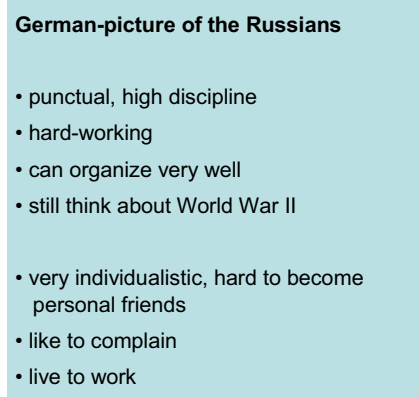 German-picture of the Russians
• punctual, high discipline
• hard-working
• can organize very well
• still think about World War II
• very individualistic, hard to become
personal friends
• like to complain
• live to work